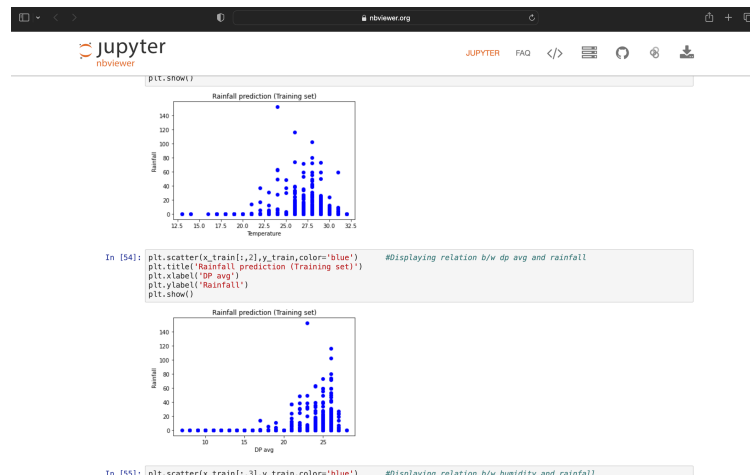 nbviewer.org
jupyter
nbviewer
JUPYTER FAQ </>
plt.show()
Rainfall prediction (Training set)
140
120
100
80
60
40
20
0
Rainfall
12.5 15.0 17.5 20.0 22.5 25.0 27.5 30.0 32.5
Temperature
In [54]: plt.scatter(x_train[:,2],y_train,color='blue') #Displaying relation b/w dp avg and rainfall
plt.title('Rainfall prediction (Training set)')
plt.xlabel('DP avg')
plt.ylabel('Rainfall')
plt.show()
Rainfall prediction (Training set)
140
120
100
80
60
40
20
0
Rainfall
10 15 20 25
DP avg
In [55]: plt.scatter(x_train[:,3],y_train,color='blue') #Displaying relation b/w humidity and rainfall